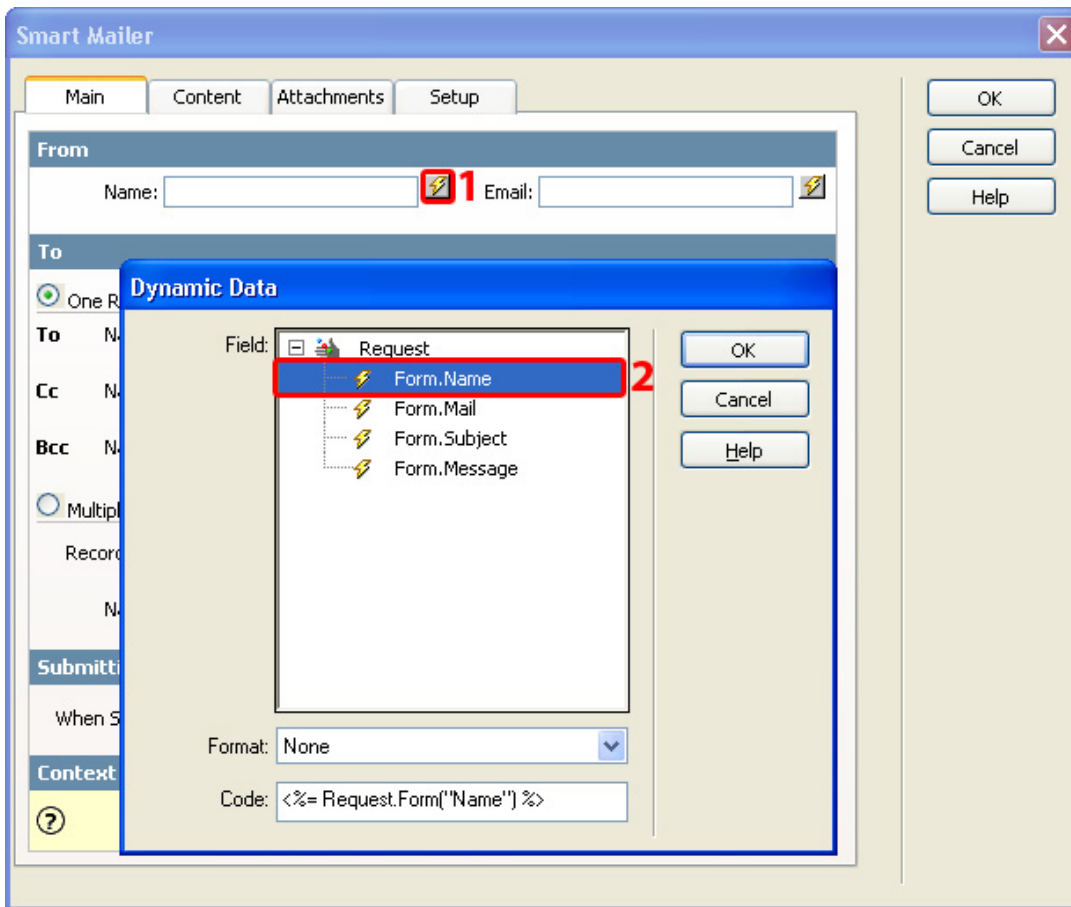 Smart Mailer
Main Content Attachments Setup
OK
Cancel
Help
From
Name: 1 Email:
To
One R
To
Cc
Bcc
Multipl
Record
Submitti
When S
Context
Dynamic Data
Field:
Request
Form.Name 2
Form.Mail
Form.Subject
Form.Message
OK
Cancel
Help
Format: None
Code: <%= Request.Form("Name") %>